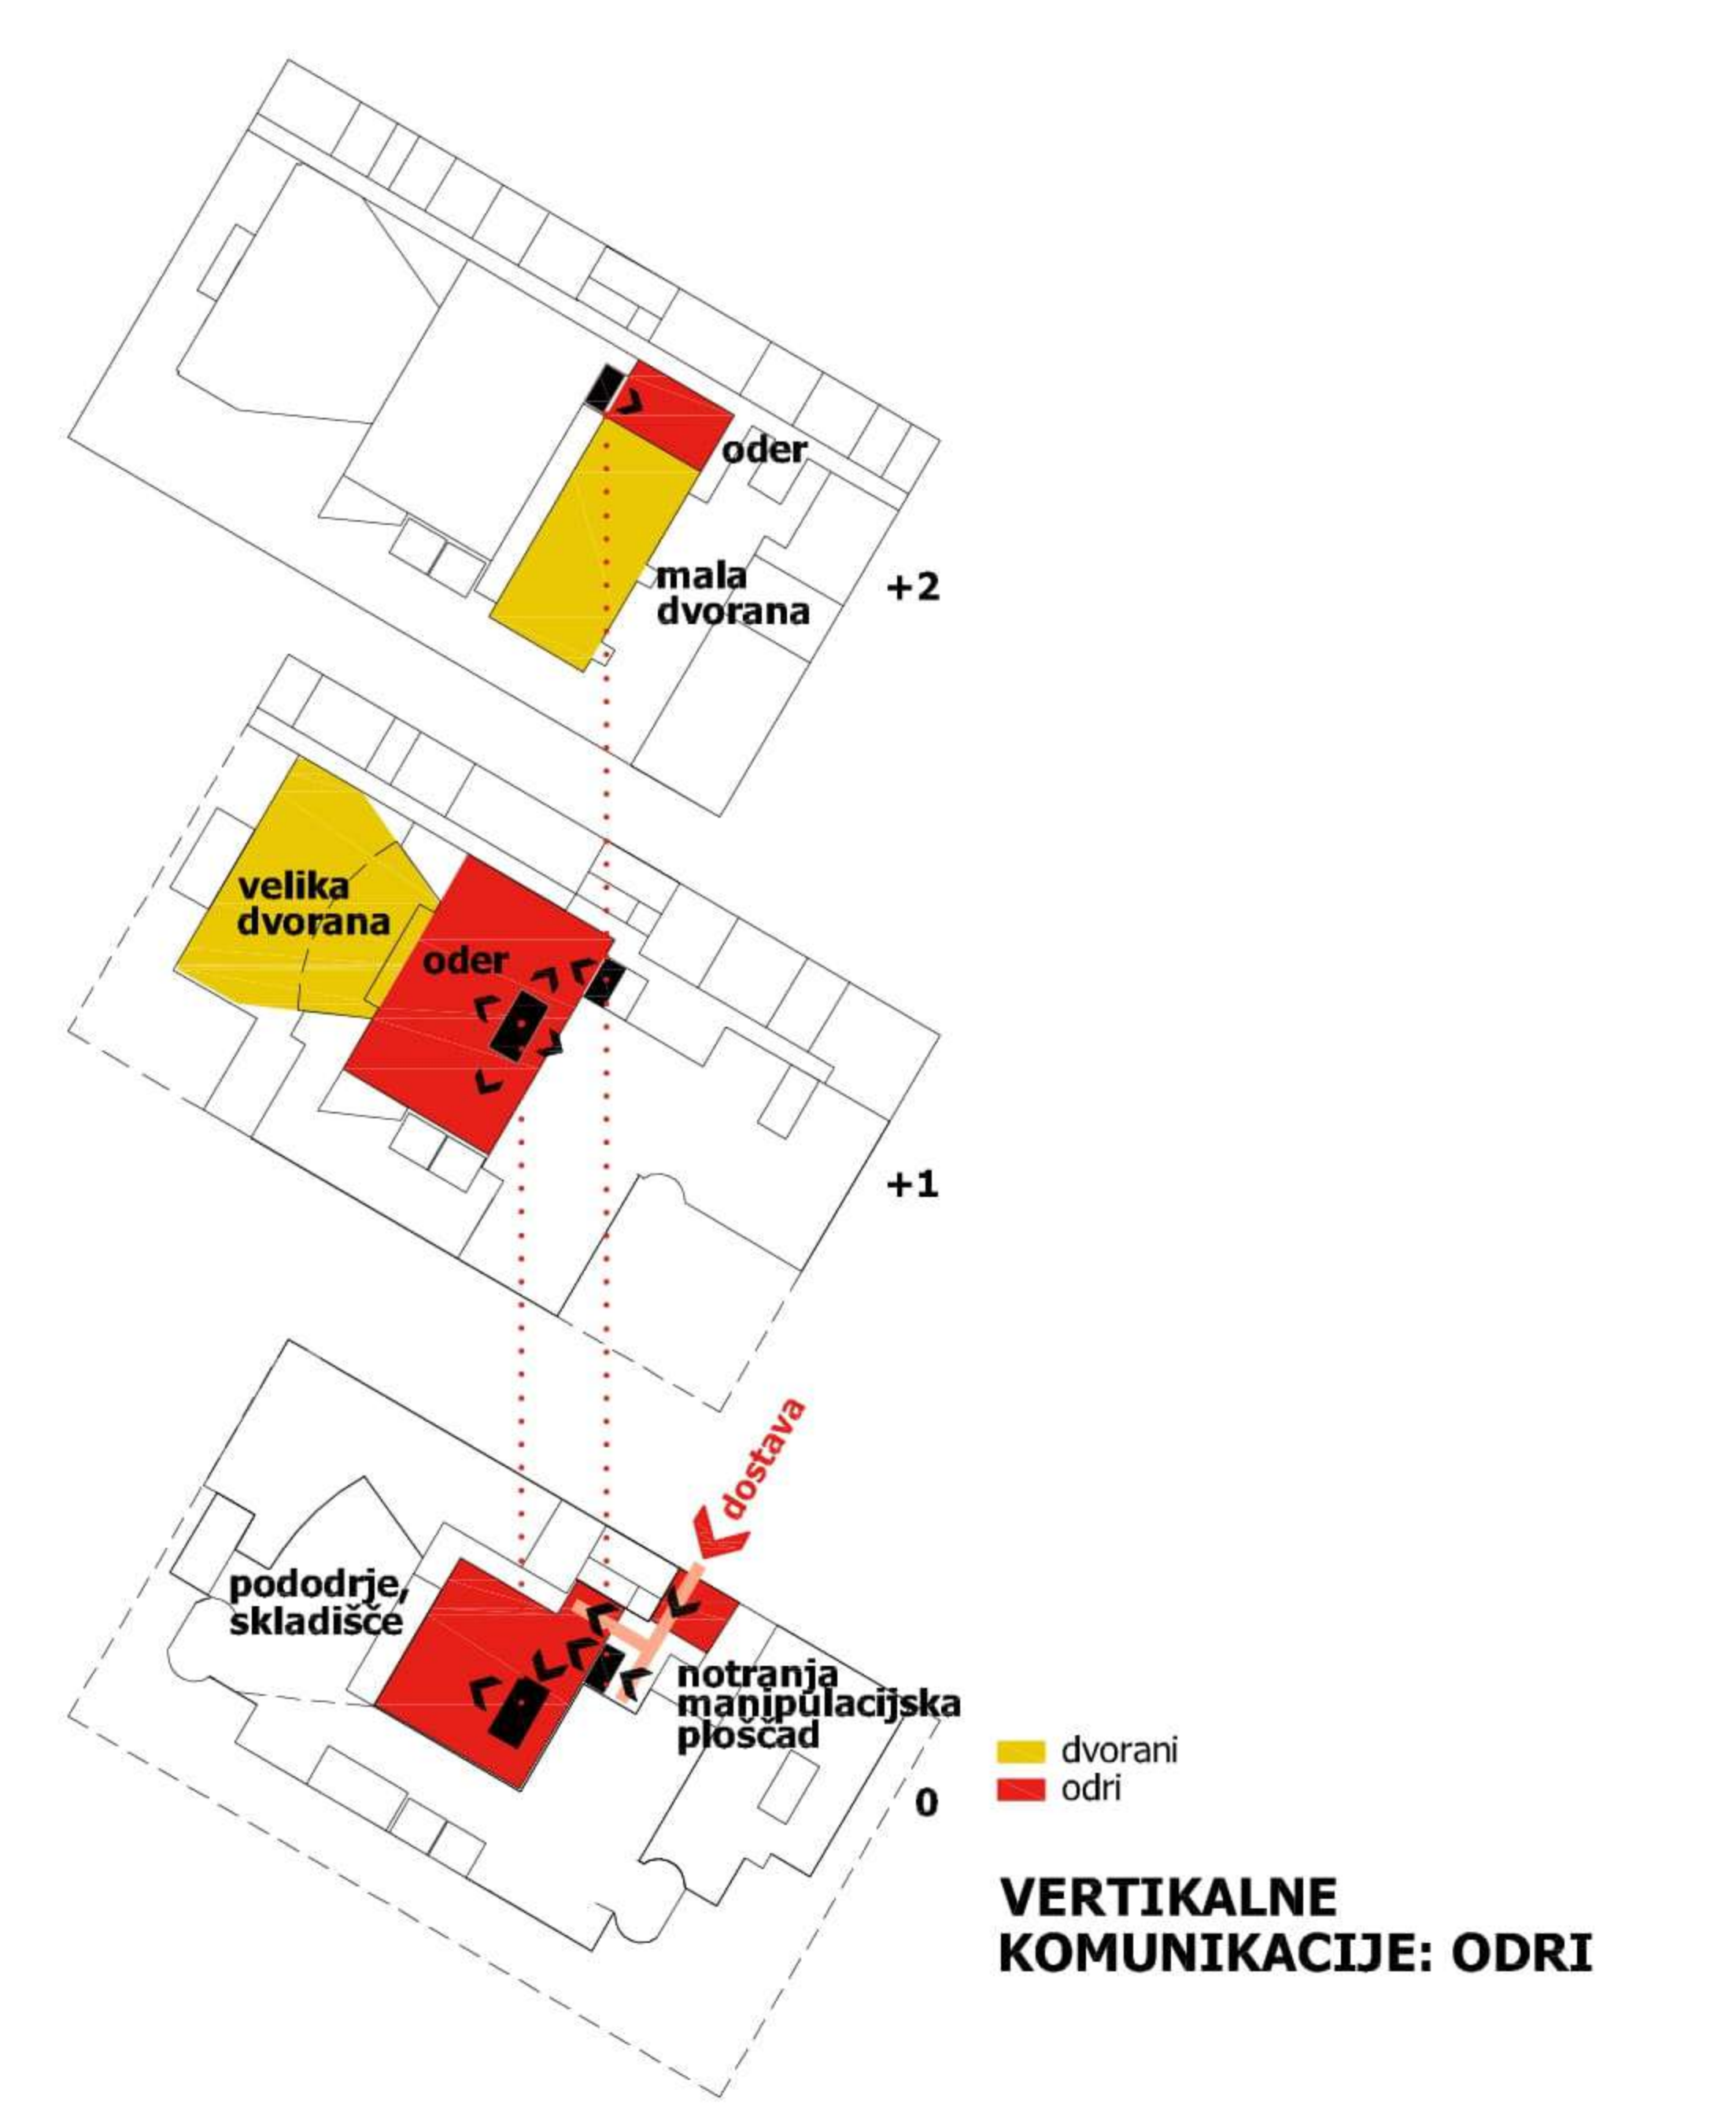 oder
mala
dvorana
+2
velika
dvorana
oder
+1
dostava
pododrje,
skladišče
notranja
manipulacijska
ploščad
0
dvorani
odri
VERTIKALNE
KOMUNIKACIJE: ODRI